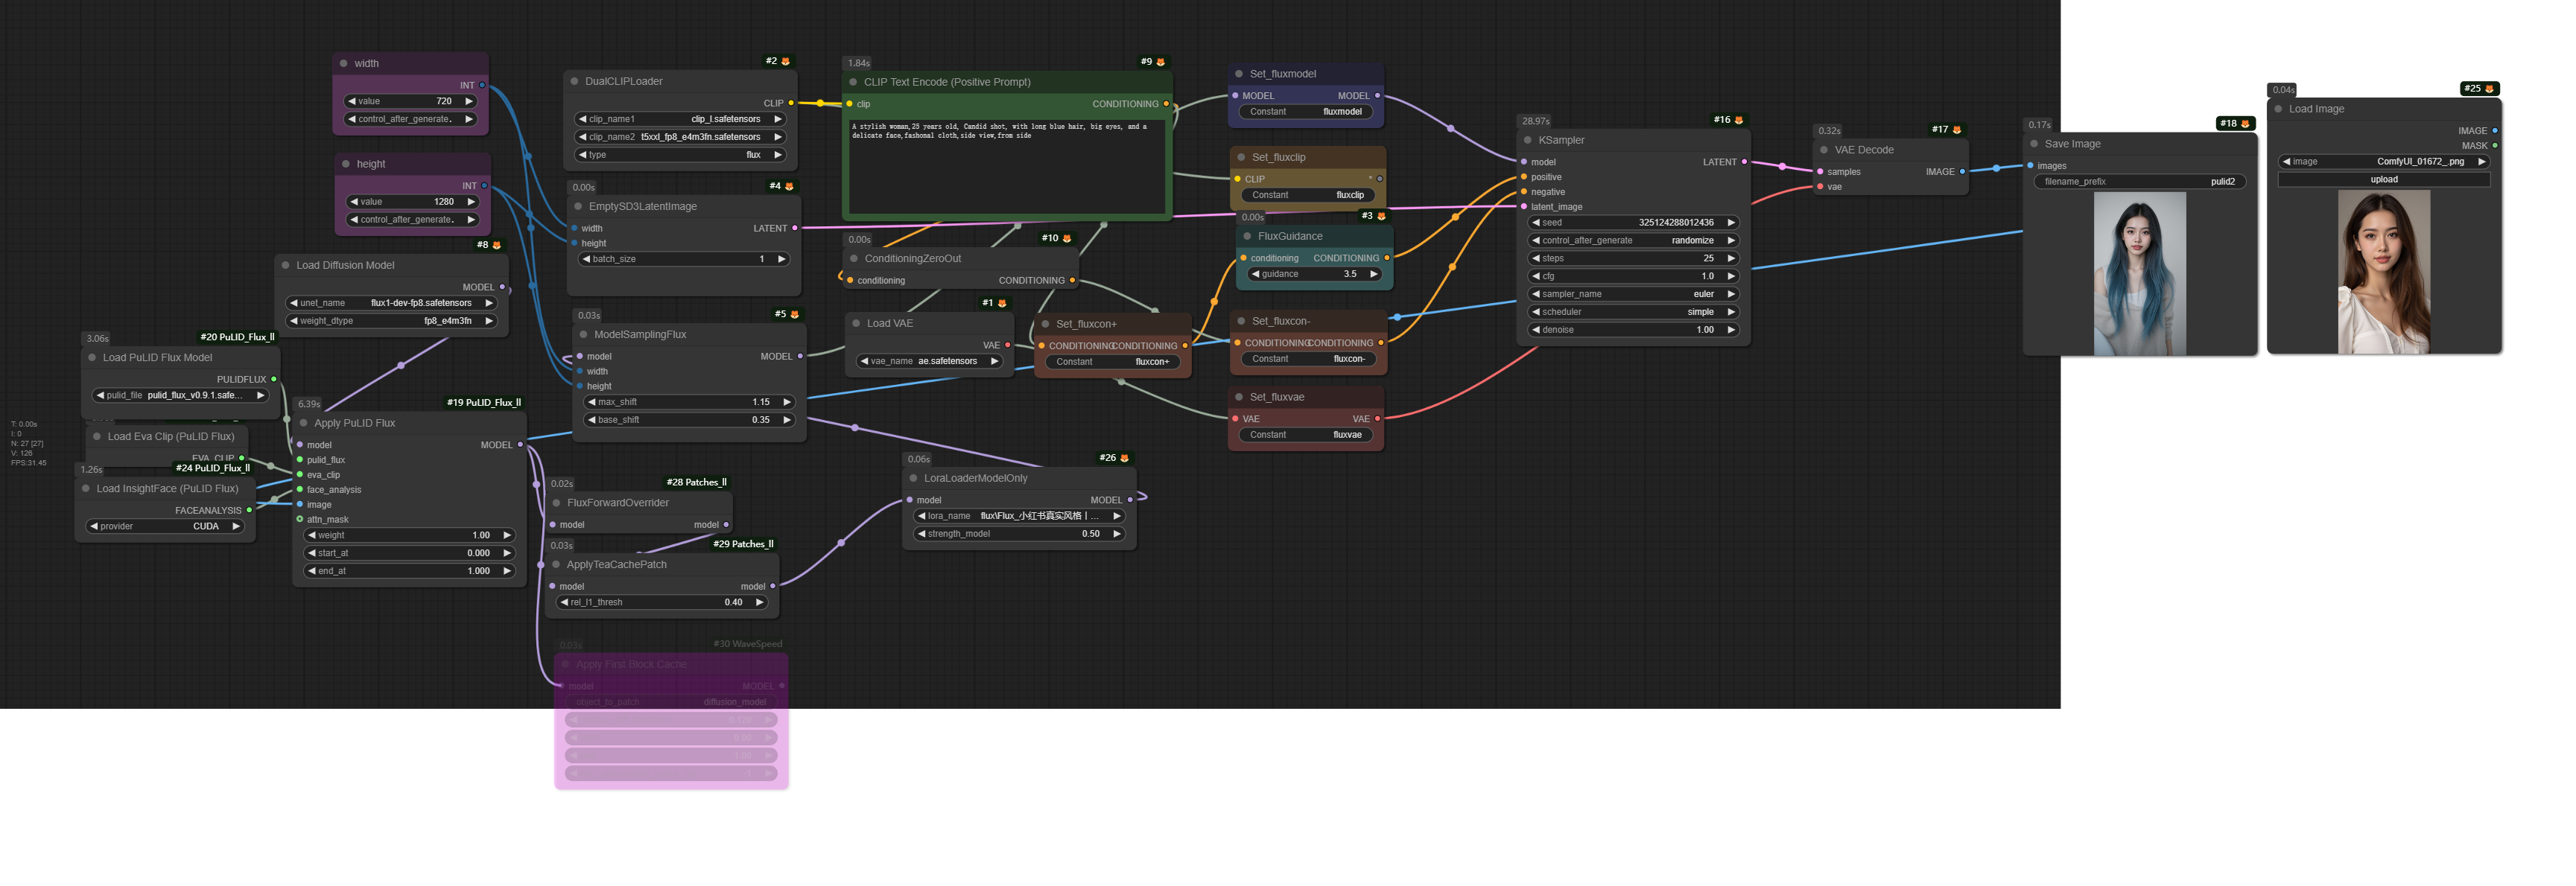 width
INT
value 720
control_after_generate.
height
INT
value 1280
control_after_generate.
#8
Load Diffusion Model
MODEL
unet_name flux1-dev-fp8.safetensors
weight_dtype fp8_e4m3fn
3.06s
#20 PuLID_Flux_ll
Load PuLID Flux Model
PULIDFLUX
pulid_file pulid_flux_v0.9.1.safe...
Load Eva Clip (PuLID Flux)
EVA_CLIP
1.26s
#24 PuLID_Flux_ll
Load InsightFace (PuLID Flux)
FACEANALYSIS
provider CUDA
T: 0.00s
I: 0
N: 27 [27]
V: 126
FPS:31.45
6.39s
#19 PuLID_Flux_ll
Apply PuLID Flux
model MODEL
pulid_flux
eva_clip
face_analysis
image
attn_mask
weight 1.00
start_at 0.000
end_at 1.000
#2
DualCLIPLoader
CLIP
clip_name1 clip_l.safetensors
clip_name2 t5xxl_fp8_e4m3fn.safetensors
type flux
0.00s
#4
EmptySD3LatentImage
width LATENT
height
batch_size 1
0.03s
#5
ModelSamplingFlux
model MODEL
width
height
max_shift 1.15
base_shift 0.35
0.02s
#28 Patches_ll
FluxForwardOverrider
model model
0.03s
#29 Patches_ll
ApplyTeaCachePatch
model model
rel_l1_thresh 0.40
0.03s
#30 WaveSpeed
Apply First Block Cache
model MODEL
object_to_patch diffusion_model
1.84s
#9
CLIP Text Encode (Positive Prompt)
clip CONDITIONING
A stylish woman,25 years old, Candid shot, with long blue hair, big eyes, and a
delicate face,fashonal cloth,side view,from side
0.00s
#10
ConditioningZeroOut
conditioning CONDITIONING
#1
Load VAE
VAE
vae_name ae.safetensors
Set_fluxcon+
CONDITIONING CONDITIONING
Constant fluxcon+
0.06s
#26
LoraLoaderModelOnly
model MODEL
lora_name flux\Flux_小红书真实风格丨...
strength_model 0.50
Set_fluxmodel
MODEL MODEL
Constant fluxmodel
Set_fluxclip
CLIP *
Constant fluxclip
0.00s
#3
FluxGuidance
conditioning CONDITIONING
guidance 3.5
Set_fluxcon-
CONDITIONING CONDITIONING
Constant fluxcon-
Set_fluxvae
VAE VAE
Constant fluxvae
28.97s
#16
KSampler
model LATENT
positive
negative
latent_image
seed 325124288012436
control_after_generate randomize
steps 25
cfg 1.0
sampler_name euler
scheduler simple
denoise 1.00
0.32s
#17
VAE Decode
samples IMAGE
vae
0.17s
#18
Save Image
images
filename_prefix pulid2
0.04s
#25
Load Image
IMAGE
MASK
image ComfyUI_01672_.png
upload